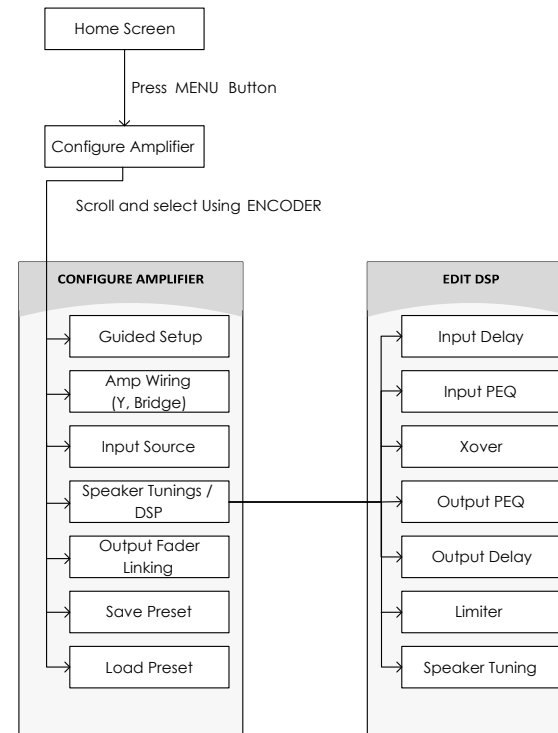 Home Screen
Press MENU Button
Configure Amplifier
Scroll and select Using ENCODER
CONFIGURE AMPLIFIER
Guided Setup
Amp Wiring
(Y, Bridge)
Input Source
Speaker Tunings /
DSP
Output Fader
Linking
Save Preset
Load Preset
EDIT DSP
Input Delay
Input PEQ
Xover
Output PEQ
Output Delay
Limiter
Speaker Tuning